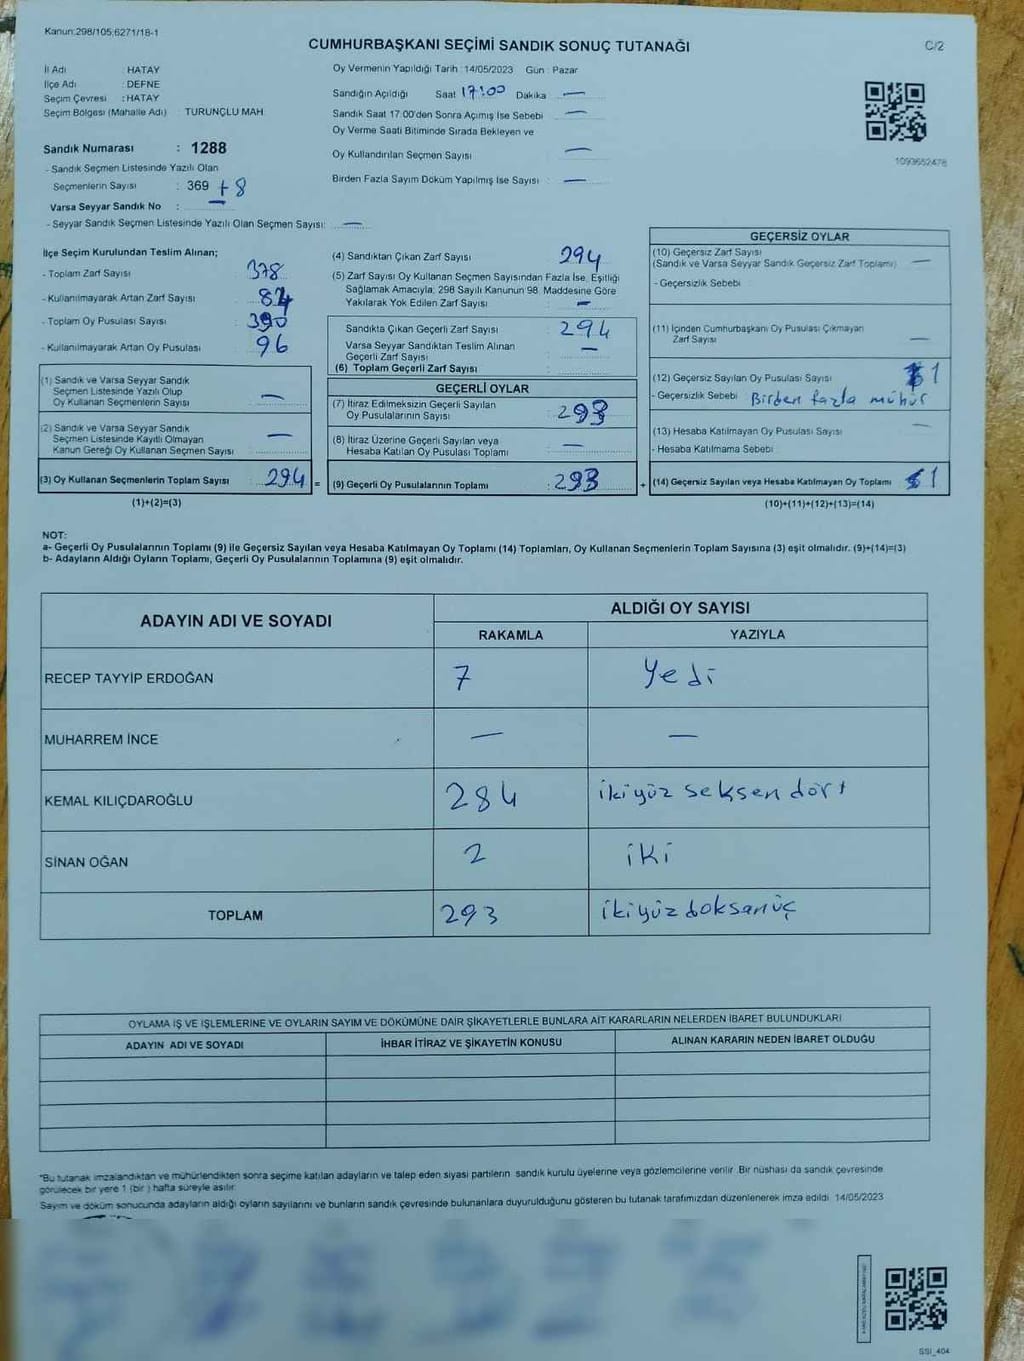 Kanun:298/105;6271/18-1
CUMHURBAŞKANI SEÇİMİ SANDIK SONUÇ TUTANAĞI
C/2
İl Adı : HATAY
İlçe Adı : DEFNE
Seçim Çevresi : HATAY
Seçim Bölgesi (Mahalle Adı) : TURUNÇLU MAH.
Sandık Numarası : 1288
- Sandık Seçmen Listesinde Yazılı Olan
Seçmenlerin Sayısı : 369 + 8
Varsa Seyyar Sandık No : —
- Seyyar Sandık Seçmen Listesinde Yazılı Olan Seçmen Sayısı: —
Oy Vermenin Yapıldığı Tarih : 14/05/2023 Gün : Pazar
Sandığın Açıldığı Saat 17:00 Dakika —
Sandık Saat 17:00'den Sonra Açımış İse Sebebi —
Oy Verme Saati Bitiminde Sırada Bekleyen ve
Oy Kullandırılan Seçmen Sayısı —
Birden Fazla Sayım Döküm Yapılmış İse Sayısı : —
1093652478
İlçe Seçim Kurulundan Teslim Alınan;
- Toplam Zarf Sayısı : 378
- Kullanılmayarak Artan Zarf Sayısı : 84
- Toplam Oy Pusulası Sayısı : 390
- Kullanılmayarak Artan Oy Pusulası : 96
(1) Sandık ve Varsa Seyyar Sandık
Seçmen Listesinde Yazılı Olup
Oy Kullanan Seçmenlerin Sayısı —
(2) Sandık ve Varsa Seyyar Sandık
Seçmen Listesinde Kayıtlı Olmayan
Kanun Gereği Oy Kullanan Seçmen Sayısı —
(3) Oy Kullanan Seçmenlerin Toplam Sayısı : 294 =
(1)+(2)=(3)
(4) Sandıktan Çıkan Zarf Sayısı 294
(5) Zarf Sayısı Oy Kullanan Seçmen Sayısından Fazla İse, Eşitliği
Sağlamak Amacıyla; 298 Sayılı Kanunun 98. Maddesine Göre
Yakılarak Yok Edilen Zarf Sayısı : —
Sandıkta Çıkan Geçerli Zarf Sayısı : 294
Varsa Seyyar Sandıktan Teslim Alınan
Geçerli Zarf Sayısı : —
(6) Toplam Geçerli Zarf Sayısı :
GEÇERLİ OYLAR
(7) İtiraz Edilmeksizin Geçerli Sayılan
Oy Pusulalarının Sayısı : 293
(8) İtiraz Üzerine Geçerli Sayılan veya
Hesaba Katılan Oy Pusulası Toplamı —
(9) Geçerli Oy Pusulalarının Toplamı : 293 +
GEÇERSİZ OYLAR
(10) Geçersiz Zarf Sayısı
(Sandık ve Varsa Seyyar Sandık Geçersiz Zarf Toplamı) —
- Geçersizlik Sebebi :
(11) İçinden Cumhurbaşkanı Oy Pusulası Çıkmayan
Zarf Sayısı —
(12) Geçersiz Sayılan Oy Pusulası Sayısı 1
- Geçersizlik Sebebi : Birden fazla mühür
(13) Hesaba Katılmayan Oy Pusulası Sayısı —
- Hesaba Katılmama Sebebi :
(14) Geçersiz Sayılan veya Hesaba Katılmayan Oy Toplamı 1
(10)+(11)+(12)+(13)=(14)
NOT:
a- Geçerli Oy Pusulalarının Toplamı (9) ile Geçersiz Sayılan veya Hesaba Katılmayan Oy Toplamı (14) Toplamları, Oy Kullanan Seçmenlerin Toplam Sayısına (3) eşit olmalıdır. (9)+(14)=(3)
b- Adayların Aldığı Oyların Toplamı, Geçerli Oy Pusulalarının Toplamına (9) eşit olmalıdır.
ADAYIN ADI VE SOYADI
ALDIĞI OY SAYISI
RAKAMLA YAZIYLA
RECEP TAYYİP ERDOĞAN 7 Yedi
MUHARREM İNCE — —
KEMAL KILIÇDAROĞLU 284 ikiyüz seksen dört
SİNAN OĞAN 2 iki
TOPLAM 293 ikiyüz doksan üç
OYLAMA İŞ VE İŞLEMLERİNE VE OYLARIN SAYIM VE DÖKÜMÜNE DAİR ŞİKAYETLERLE BUNLARA AİT KARARLARIN NELERDEN İBARET BULUNDUKLARI
ADAYIN ADI VE SOYADI İHBAR İTİRAZ VE ŞİKAYETİN KONUSU ALINAN KARARIN NEDEN İBARET OLDUĞU
*Bu tutanak imzalandıktan ve mühürlendikten sonra seçime katılan adayların ve talep eden siyasi partilerin sandık kurulu üyelerine veya gözlemcilerine verilir. Bir nüshası da sandık çevresinde
görülecek bir yere 1 (bir ) hafta süreyle asılır.
Sayım ve döküm sonucunda adayların aldığı oyların sayılarını ve bunların sandık çevresinde bulunanlara duyurulduğunu gösteren bu tutanak tarafımızdan düzenlenerek imza edildi. 14/05/2023
SSİ_404